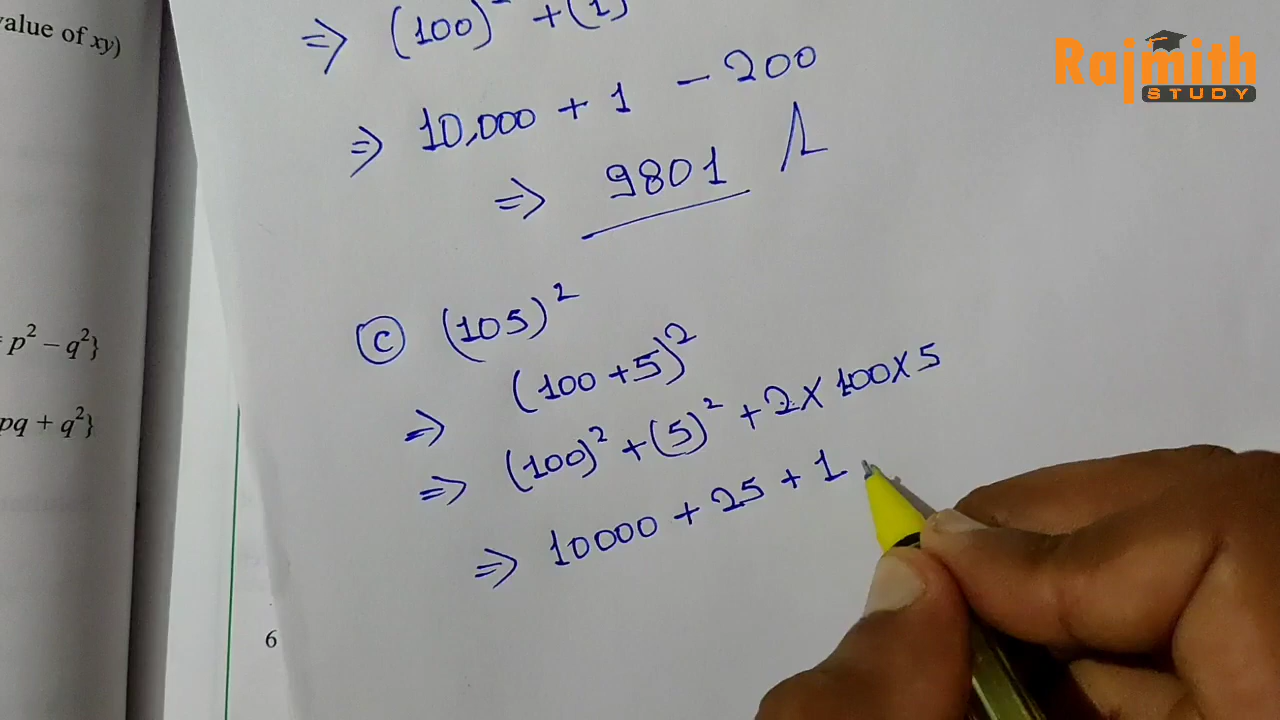 value of xy)
⇒ (100)² + (1)
⇒ 10,000 + 1 - 200
⇒ 9801
Rajmith
STUDY
p² – q²}
pq + q²}
6
ⓒ (105)²
⇒ (100 + 5)²
⇒ (100)² + (5)² + 2 × 100 × 5
⇒ 10000 + 25 + 1